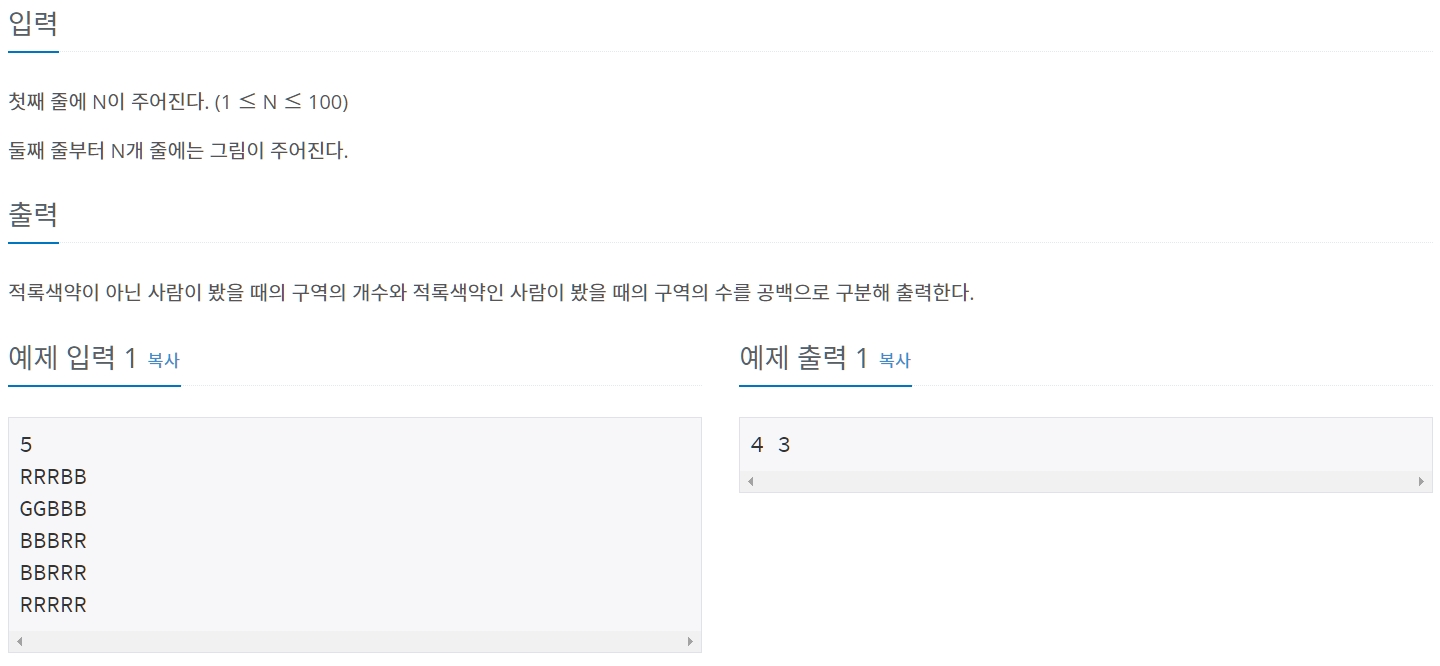 입력
첫째 줄에 N이 주어진다. (1 ≤ N ≤ 100)
둘째 줄부터 N개 줄에는 그림이 주어진다.
출력
적록색약이 아닌 사람이 봤을 때의 구역의 개수와 적록색약인 사람이 봤을 때의 구역의 수를 공백으로 구분해 출력한다.
예제 입력 1 복사
5
RRRBB
GGBBB
BBBRR
BBRRR
RRRRR
예제 출력 1 복사
4 3